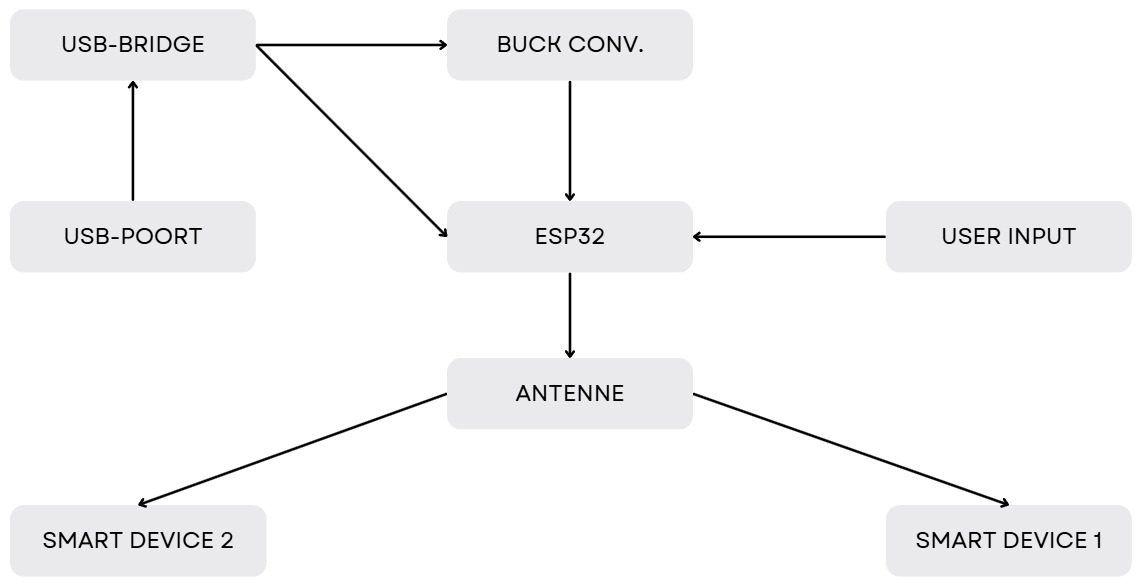 USB-BRIDGE
BUCK CONV.
USB-POORT
ESP32
USER INPUT
ANTENNE
SMART DEVICE 2
SMART DEVICE 1